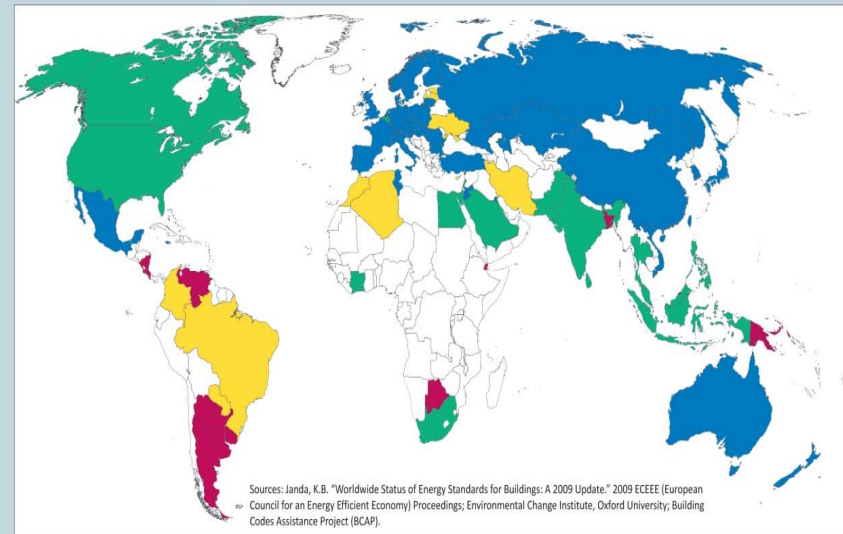 Sources: Janda, K.B. "Worldwide Status of Energy Standards for Buildings: A 2009 Update." 2009 ECEEE (European
Council for an Energy Efficient Economy) Proceedings; Environmental Change Institute, Oxford University; Building
Codes Assistance Project (BCAP).